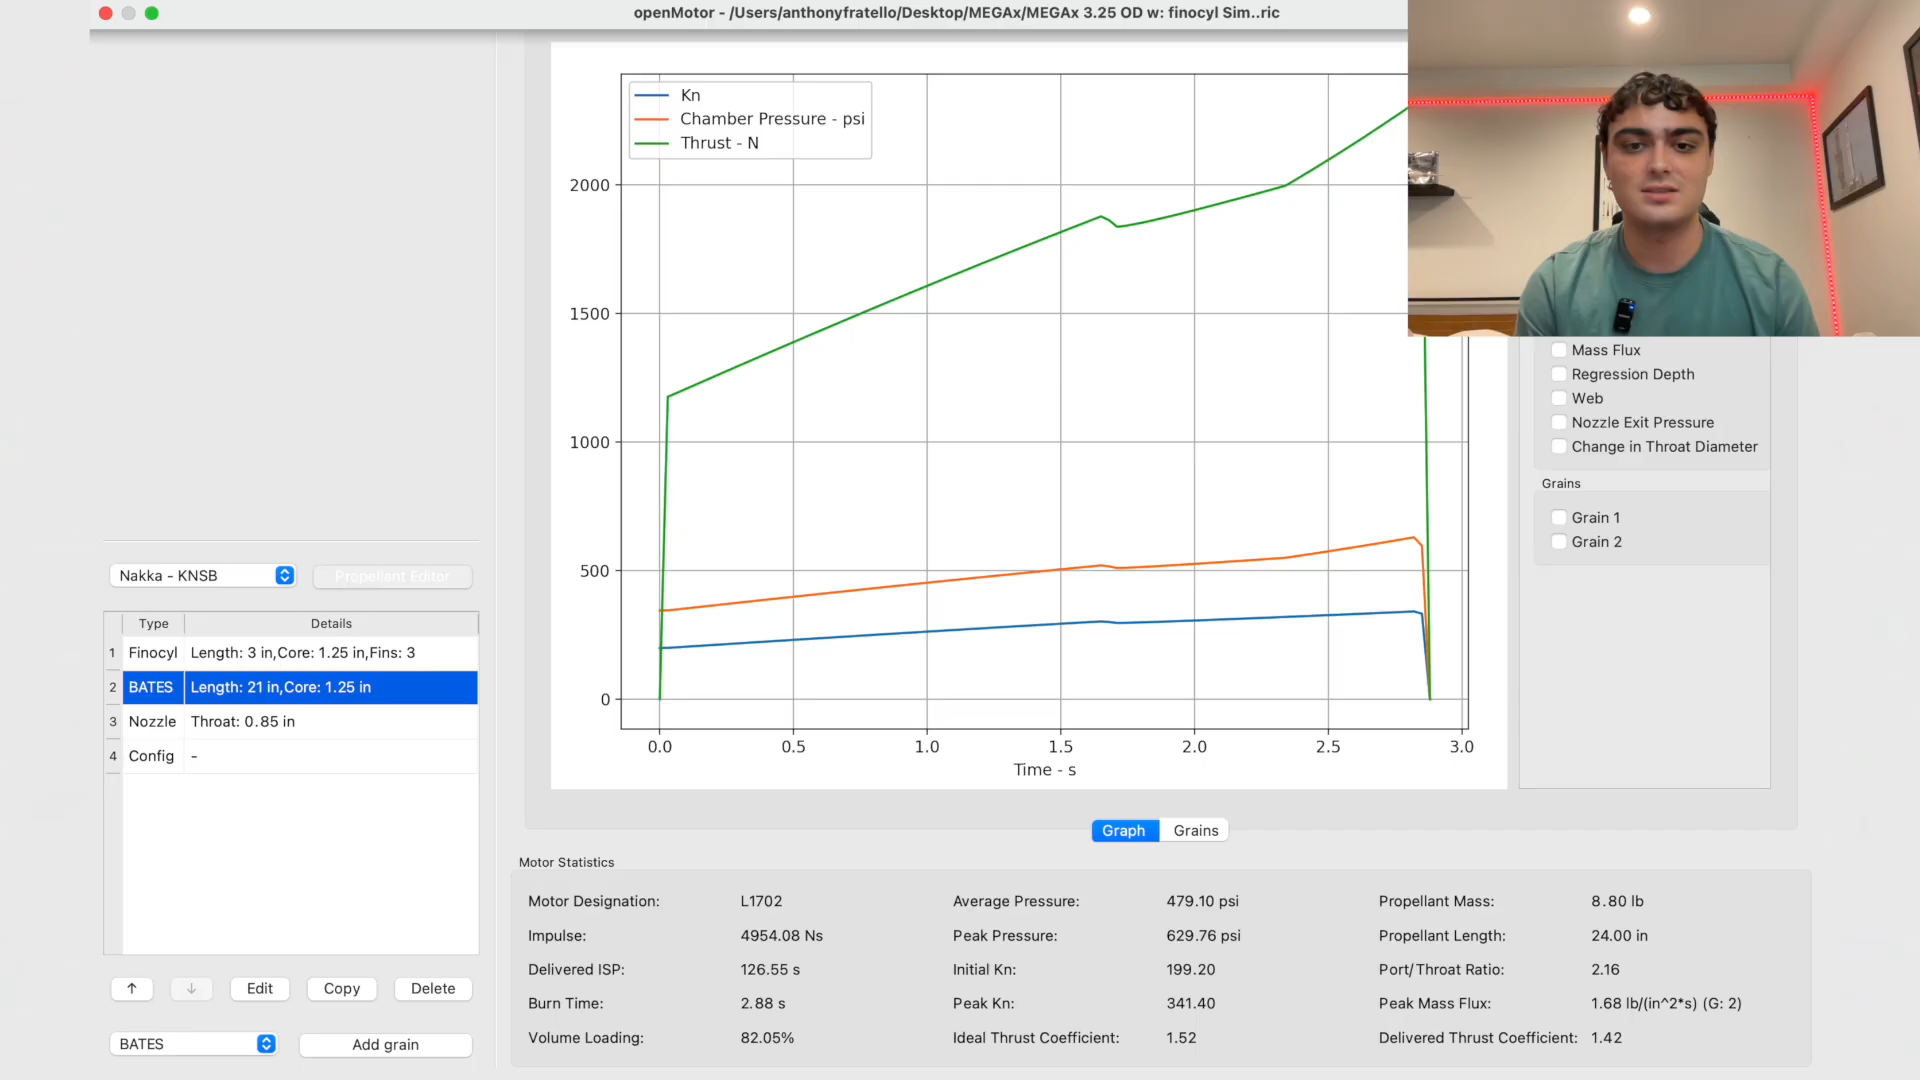 openMotor - /Users/anthonyfratello/Desktop/MEGAx/MEGAx 3.25 OD w: finocyl Sim..ric
Kn
Chamber Pressure - psi
Thrust - N
2000
1500
1000
500
0
0.0 0.5 1.0 1.5 2.0 2.5 3.0
Time - s
Mass Flux
Regression Depth
Web
Nozzle Exit Pressure
Change in Throat Diameter
Grains
Grain 1
Grain 2
Nakka - KNSB
Propellant Editor
Type Details
1 Finocyl Length: 3 in,Core: 1.25 in,Fins: 3
2 BATES Length: 21 in,Core: 1.25 in
3 Nozzle Throat: 0.85 in
4 Config -
↑ ↓ Edit Copy Delete
BATES Add grain
Graph Grains
Motor Statistics
Motor Designation: L1702 Average Pressure: 479.10 psi Propellant Mass: 8.80 lb
Impulse: 4954.08 Ns Peak Pressure: 629.76 psi Propellant Length: 24.00 in
Delivered ISP: 126.55 s Initial Kn: 199.20 Port/Throat Ratio: 2.16
Burn Time: 2.88 s Peak Kn: 341.40 Peak Mass Flux: 1.68 lb/(in^2*s) (G: 2)
Volume Loading: 82.05% Ideal Thrust Coefficient: 1.52 Delivered Thrust Coefficient: 1.42